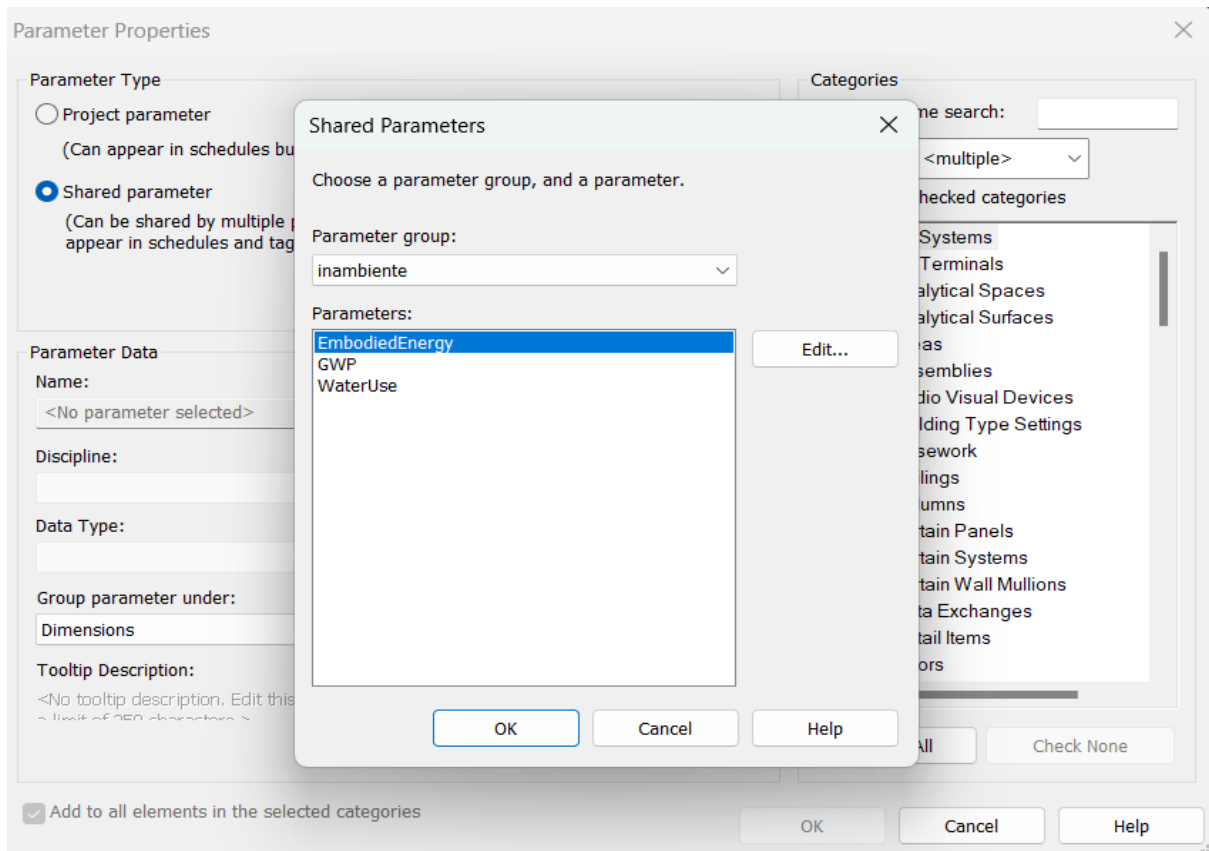 Parameter Properties
Parameter Type
Project parameter
(Can appear in schedules bu
Shared parameter
(Can be shared by multiple
appear in schedules and tag
Parameter Data
Name:
<No parameter selected>
Discipline:
Data Type:
Group parameter under:
Dimensions
Tooltip Description:
<No tooltip description. Edit this
Add to all elements in the selected categories
Shared Parameters
Choose a parameter group, and a parameter.
Parameter group:
inambiente
Parameters:
EmbodiedEnergy
GWP
WaterUse
Edit...
OK
Cancel
Help
Categories
me search:
<multiple>
hecked categories
Systems
Terminals
alytical Spaces
alytical Surfaces
eas
semblies
dio Visual Devices
lding Type Settings
sework
lings
umns
tain Panels
tain Systems
tain Wall Mullions
ta Exchanges
tail Items
ors
All
Check None
OK
Cancel
Help